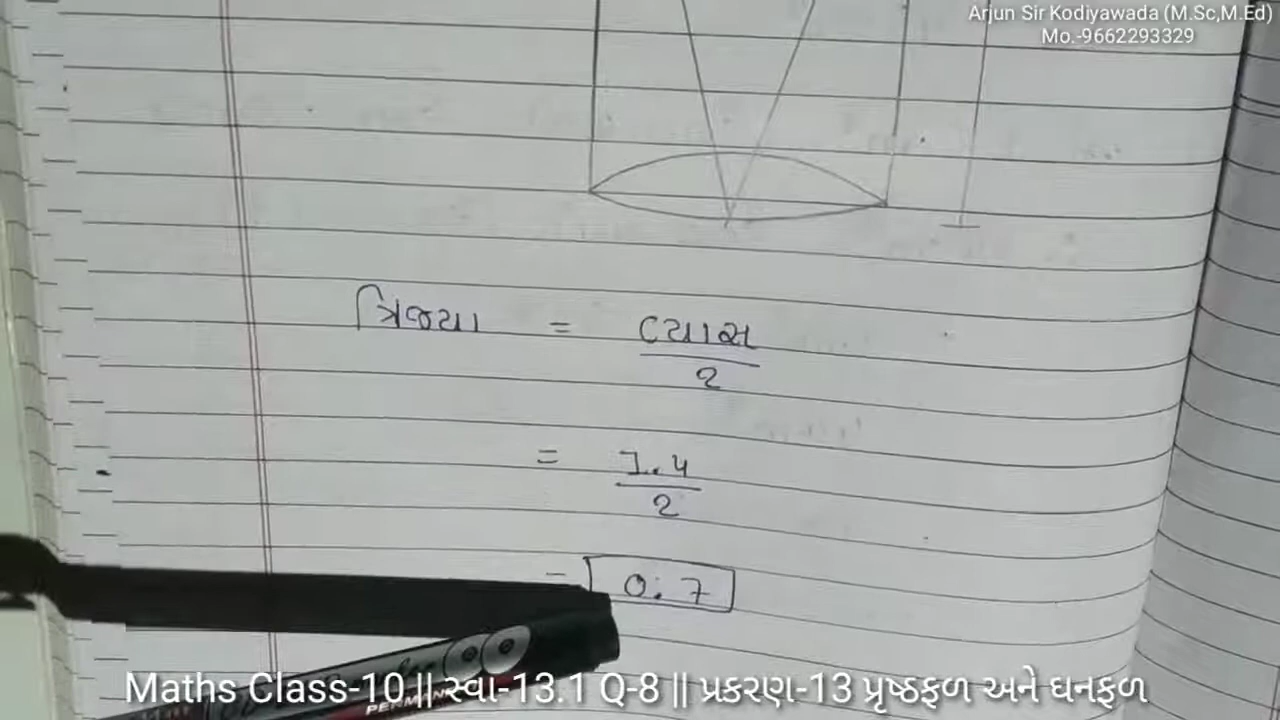 Arjun Sir Kodiyawada (M.Sc,M.Ed)
Mo.-9662293329
ત્રિજ્યા = વ્યાસ
2
= 1.4
2
= 0.7
PERMAN
Maths Class-10 || સ્વા-13.1 Q-8 || પ્રકરણ-13 પ્રૃષ્ઠફળ અને ઘનફળ